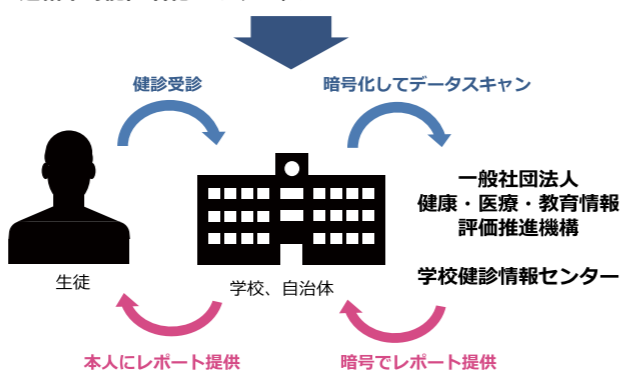 健診受診
暗号化してデータスキャン
一般社団法人
健康・医療・教育情報
評価推進機構
学校健診情報センター
生徒
学校、自治体
本人にレポート提供
暗号でレポート提供